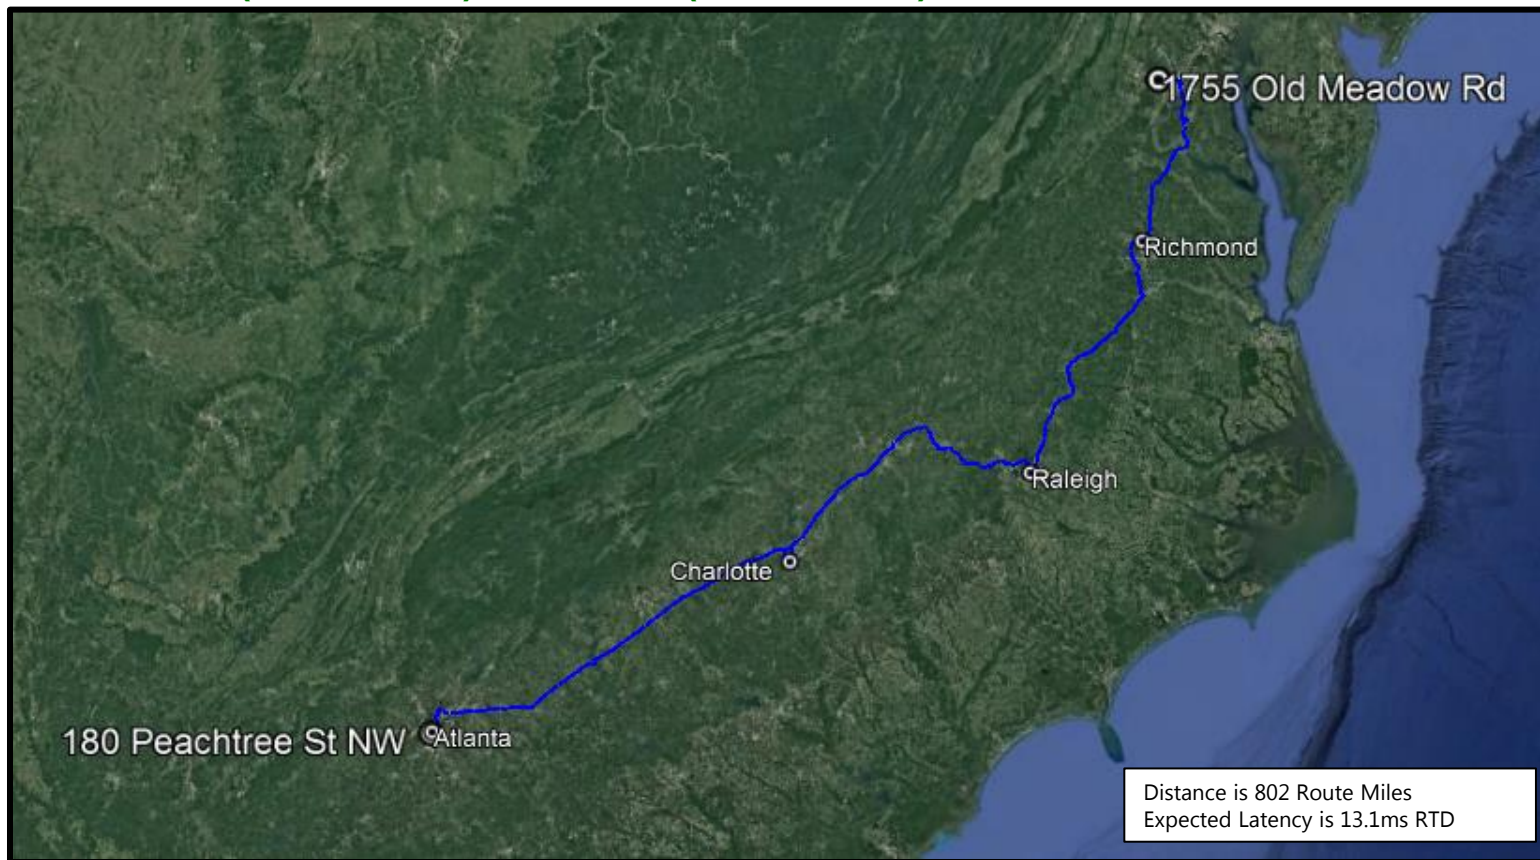 1755 Old Meadow Rd
Richmond
Raleigh
Charlotte
180 Peachtree St NW
Atlanta
Distance is 802 Route Miles
Expected Latency is 13.1ms RTD